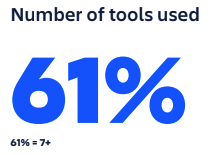 Number of tools used
61%
61% = 7+